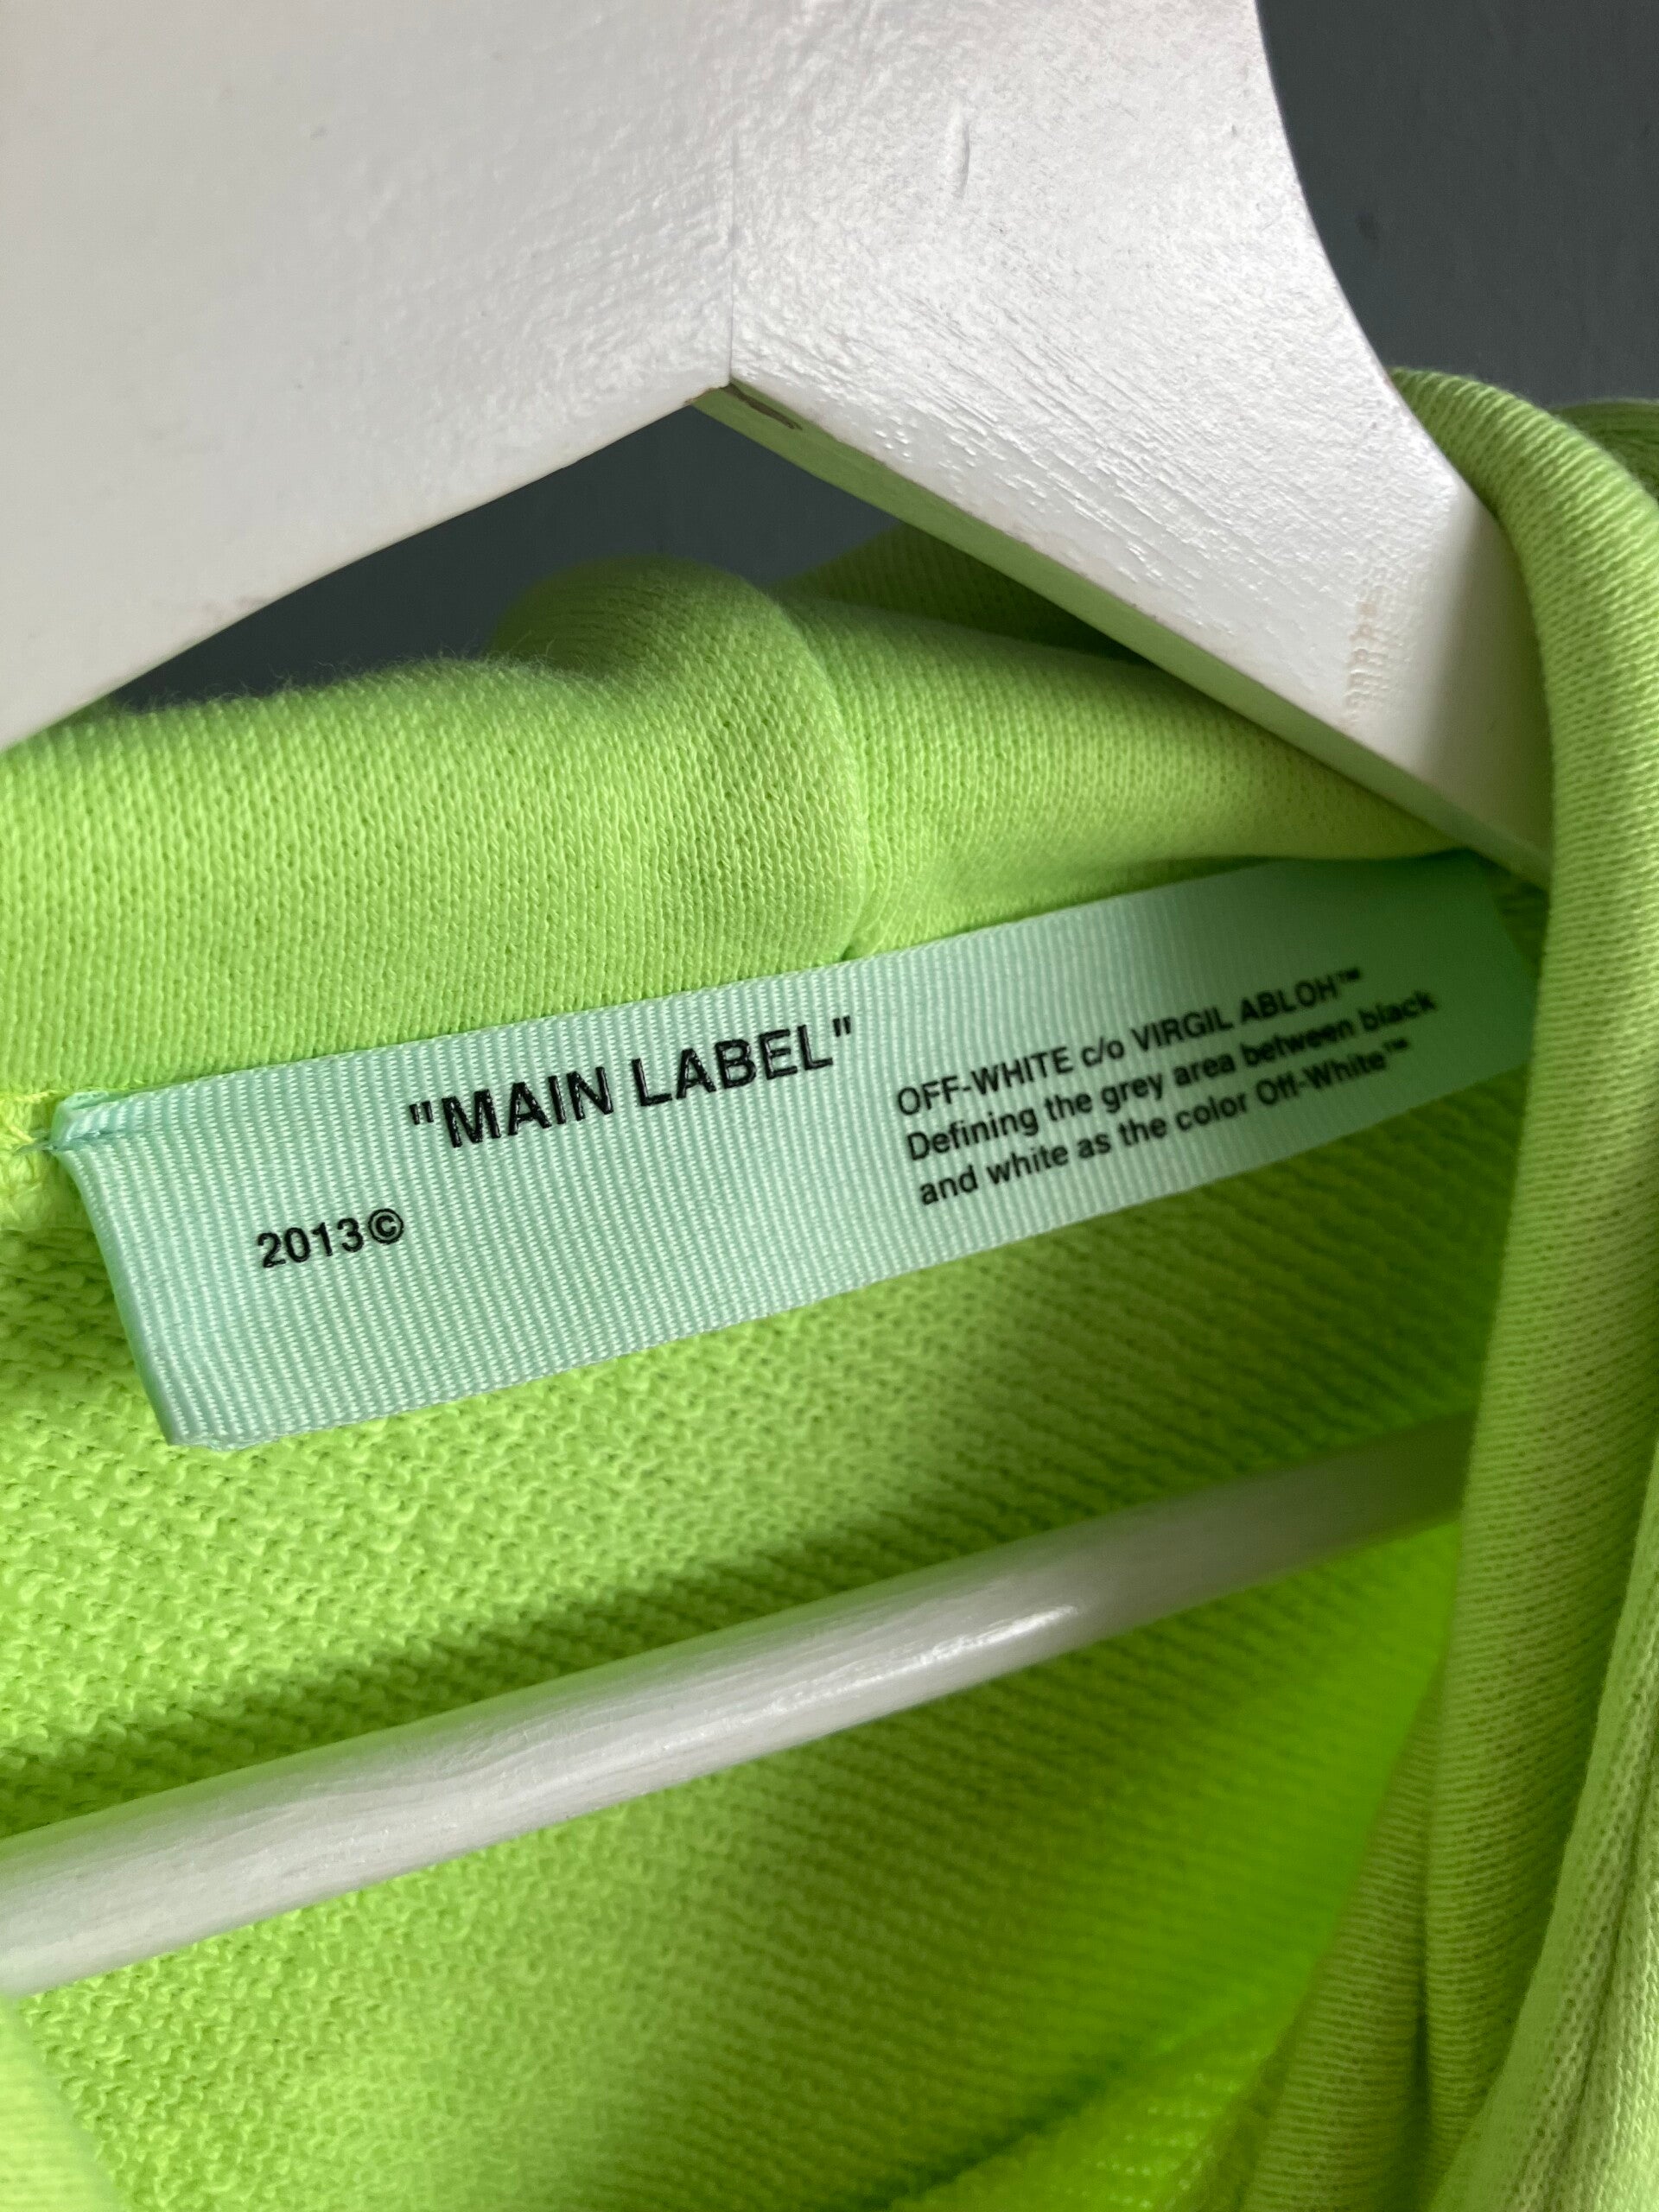 "MAIN LABEL"
2013©
OFF-WHITE c/o VIRGIL ABLOH™
Defining the grey area between black
and white as the color Off-White™